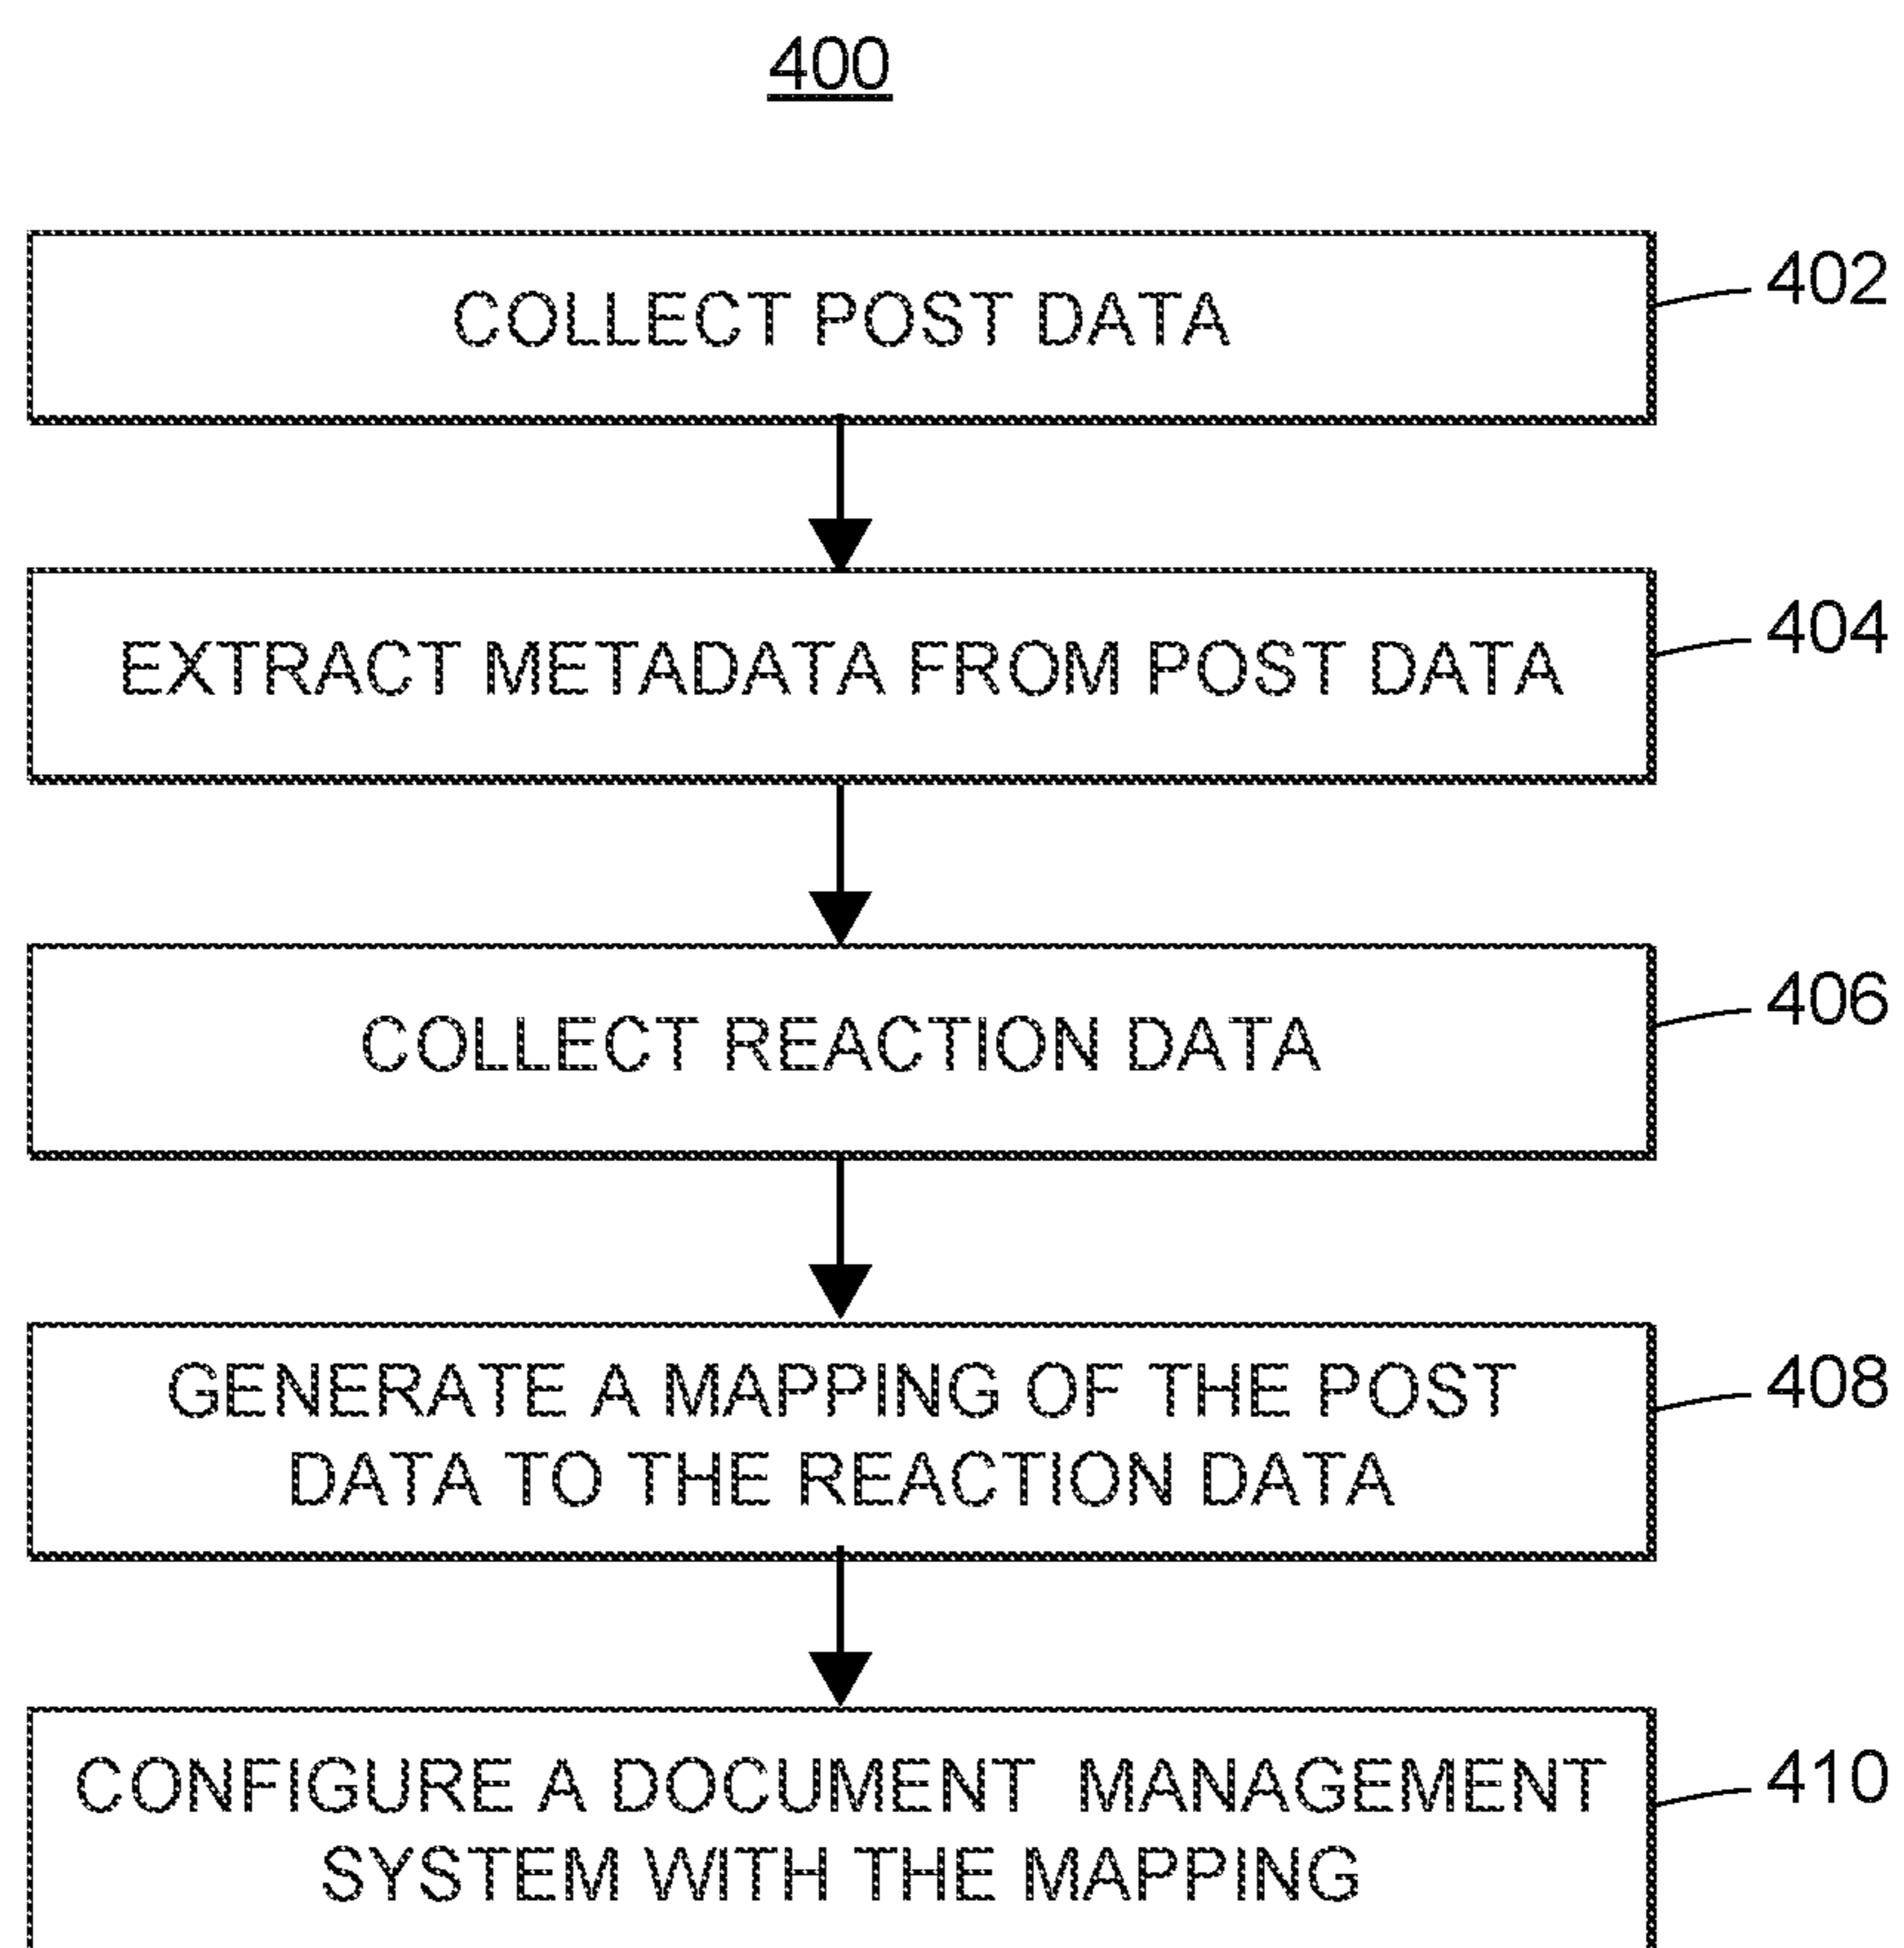 400
COLLECT POST DATA
402
EXTRACT METADATA FROM POST DATA
404
COLLECT REACTION DATA
406
GENERATE A MAPPING OF THE POST
DATA TO THE REACTION DATA
408
CONFIGURE A DOCUMENT MANAGEMENT
SYSTEM WITH THE MAPPING
410